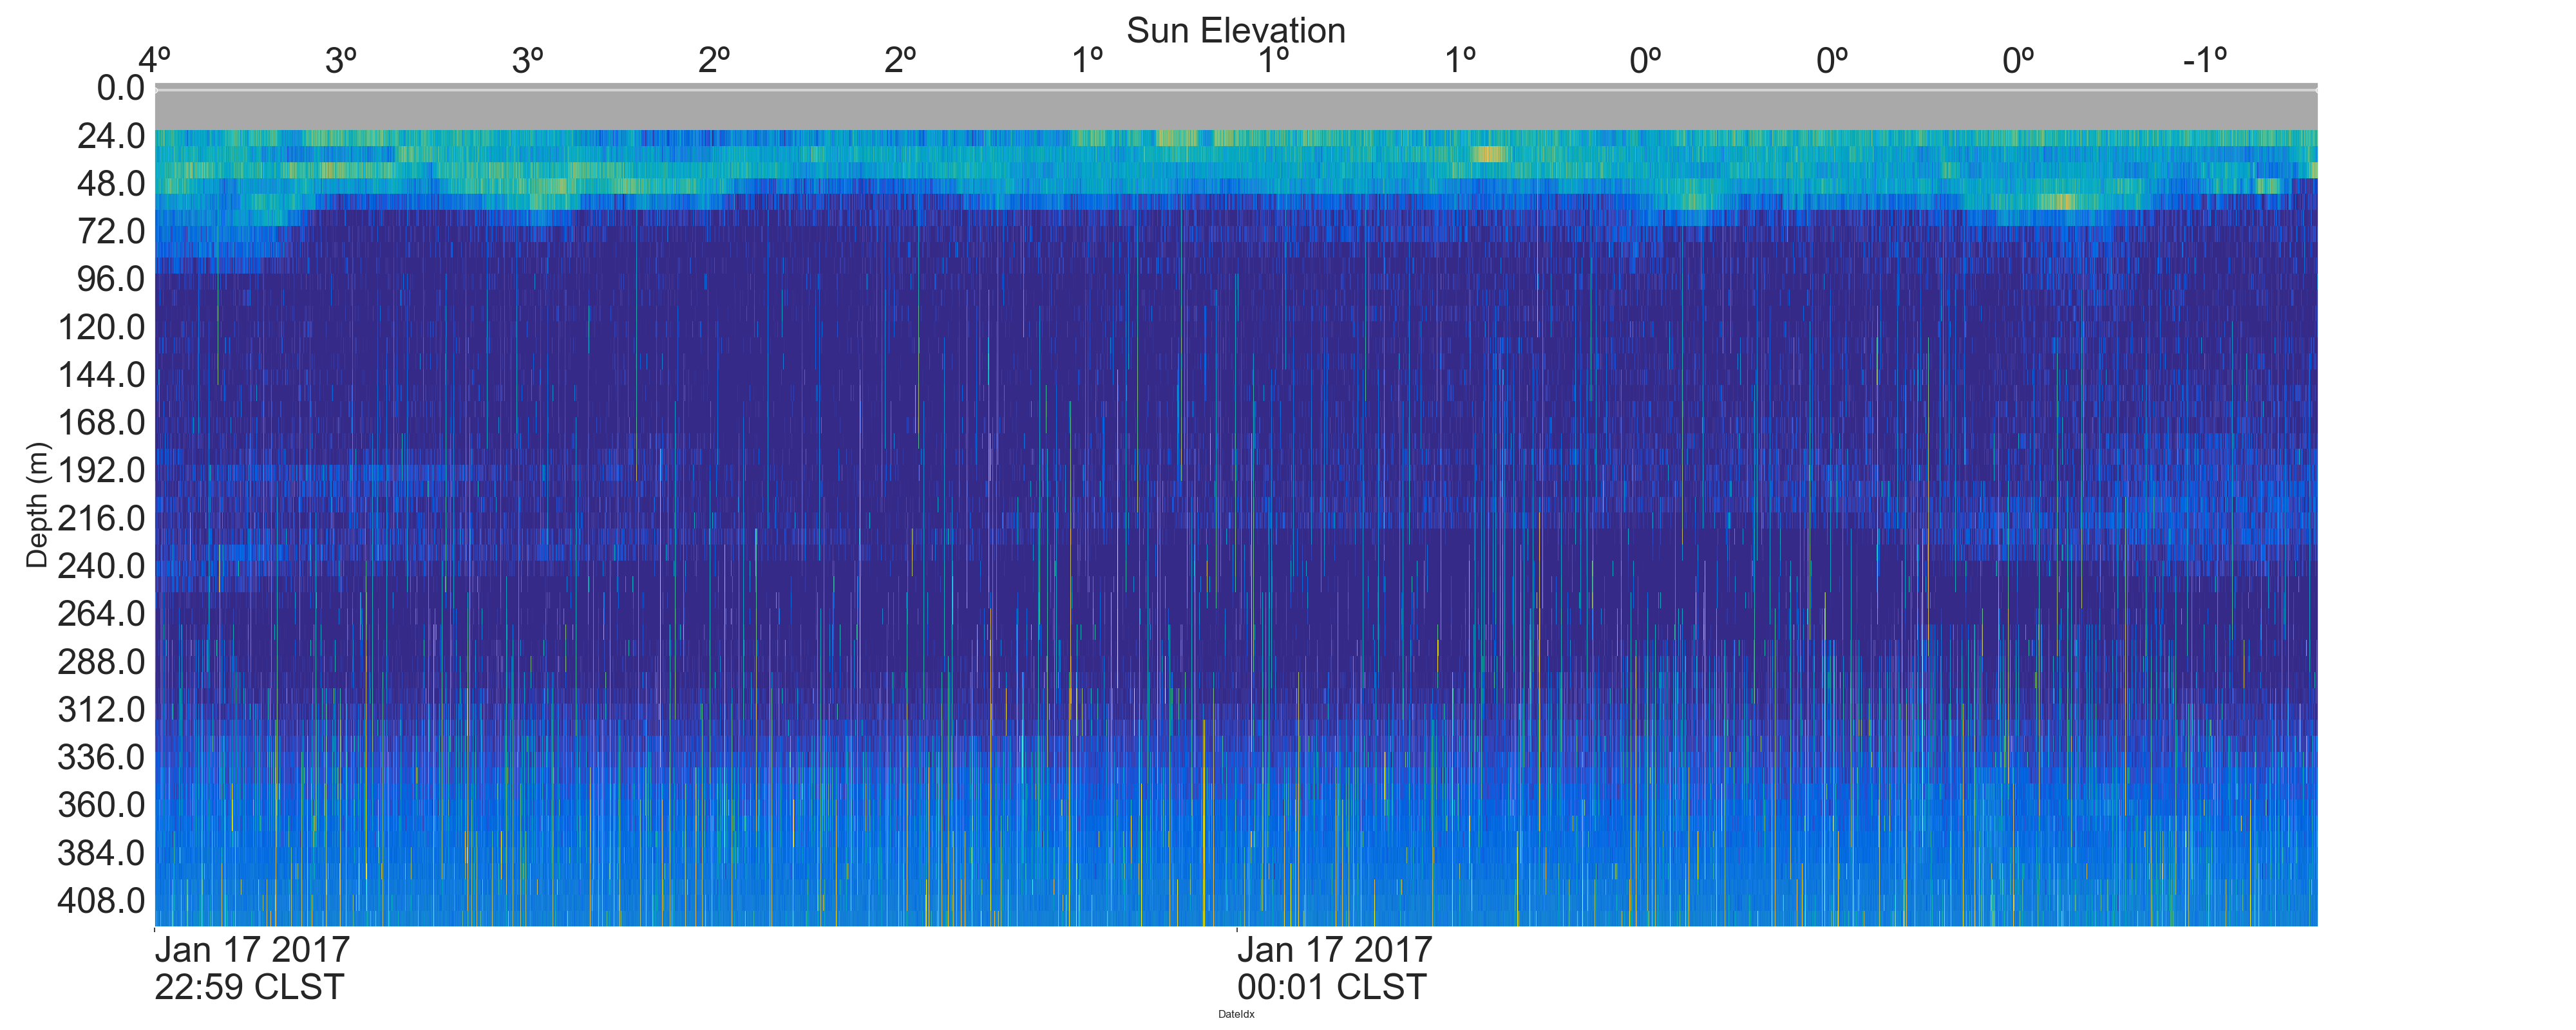 Sun Elevation
4º 3º 3º 2º 2º 1º 1º 1º 0º 0º 0º -1º
0.0
24.0
48.0
72.0
96.0
120.0
144.0
168.0
192.0
216.0
240.0
264.0
288.0
312.0
336.0
360.0
384.0
408.0
Depth (m)
Jan 17 2017
22:59 CLST
Jan 17 2017
00:01 CLST
DateIdx